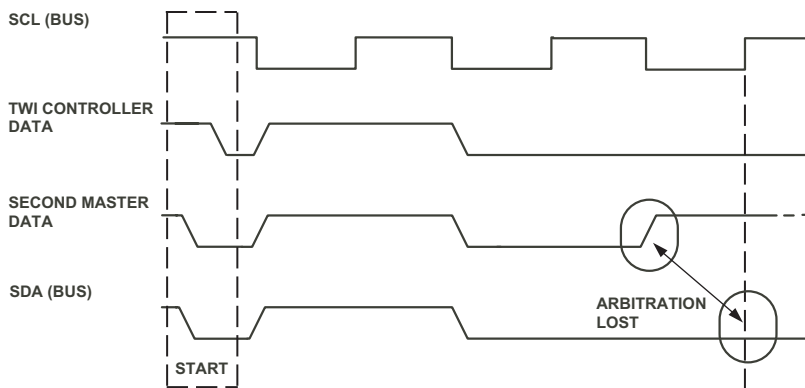 SCL (BUS)
TWI CONTROLLER
DATA
SECOND MASTER
DATA
SDA (BUS)
ARBITRATION
LOST
START